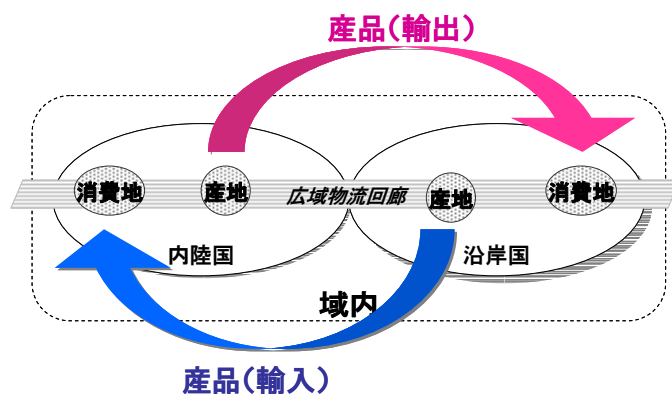 産品(輸出)
消費地
産地
広域物流回廊
産地
消費地
内陸国
沿岸国
域内
産品(輸入)